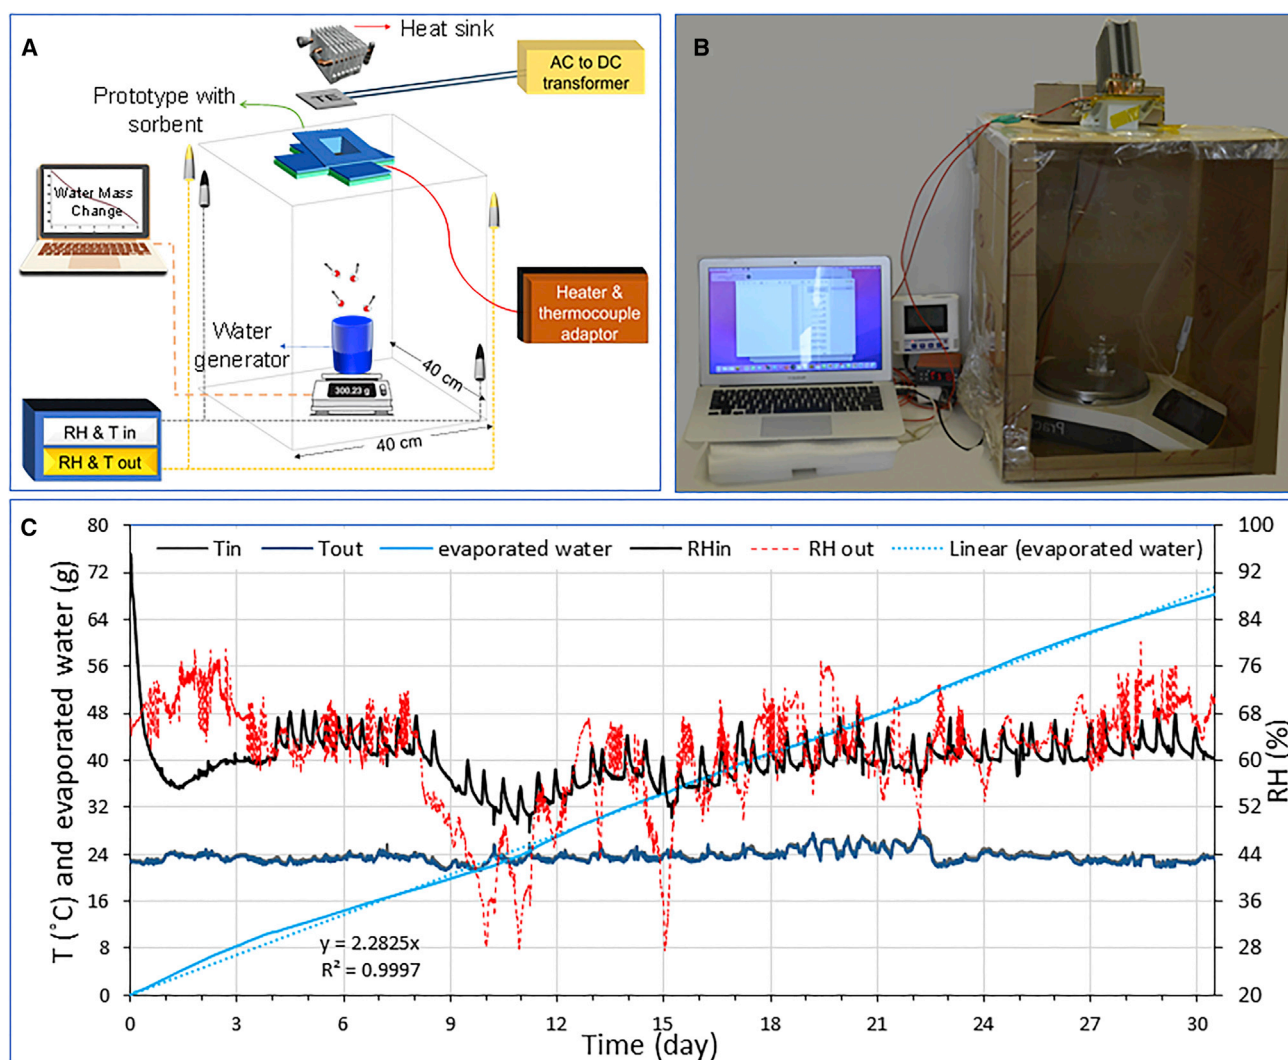 A
Heat sink
TE
AC to DC
transformer
Prototype with
sorbent
Water Mass
Change
Heater &
thermocouple
adaptor
Water
generator
300.23 g
40 cm
40 cm
RH & T in
RH & T out
B
C
Tin
Tout
evaporated water
RHin
RH out
Linear (evaporated water)
T (˚C) and evaporated water (g)
80
72
64
56
48
40
32
24
16
8
0
100
92
84
76
68
60
52
44
36
28
20
RH (%)
y = 2.2825x
R² = 0.9997
0
3
6
9
12
15
18
21
24
27
30
Time (day)